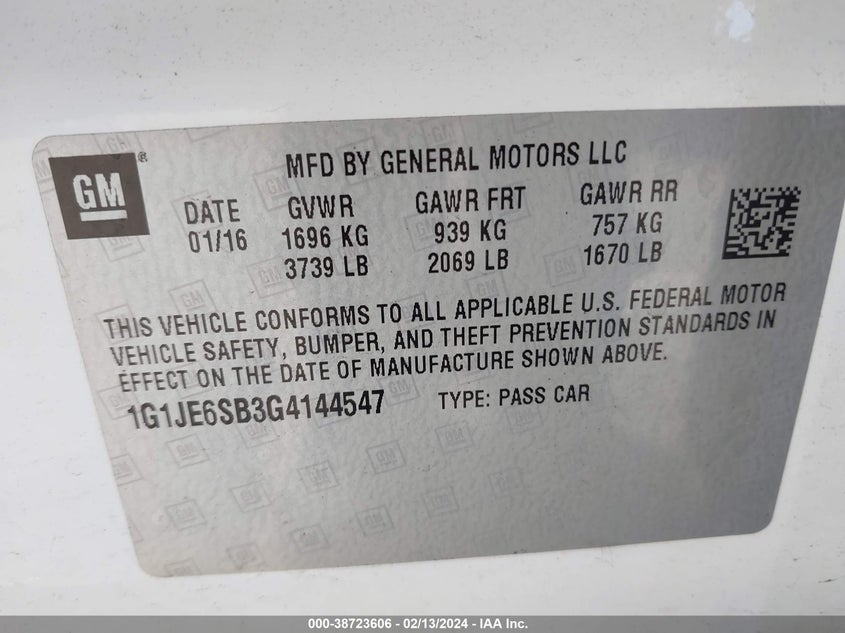 GM
MFD BY GENERAL MOTORS LLC
DATE GVWR GAWR FRT GAWR RR
01/16 1696 KG 939 KG 757 KG
3739 LB 2069 LB 1670 LB
THIS VEHICLE CONFORMS TO ALL APPLICABLE U.S. FEDERAL MOTOR
VEHICLE SAFETY, BUMPER, AND THEFT PREVENTION STANDARDS IN
EFFECT ON THE DATE OF MANUFACTURE SHOWN ABOVE.
1G1JE6SB3G4144547 TYPE: PASS CAR
000-38723606 - 02/13/2024 - IAA Inc.